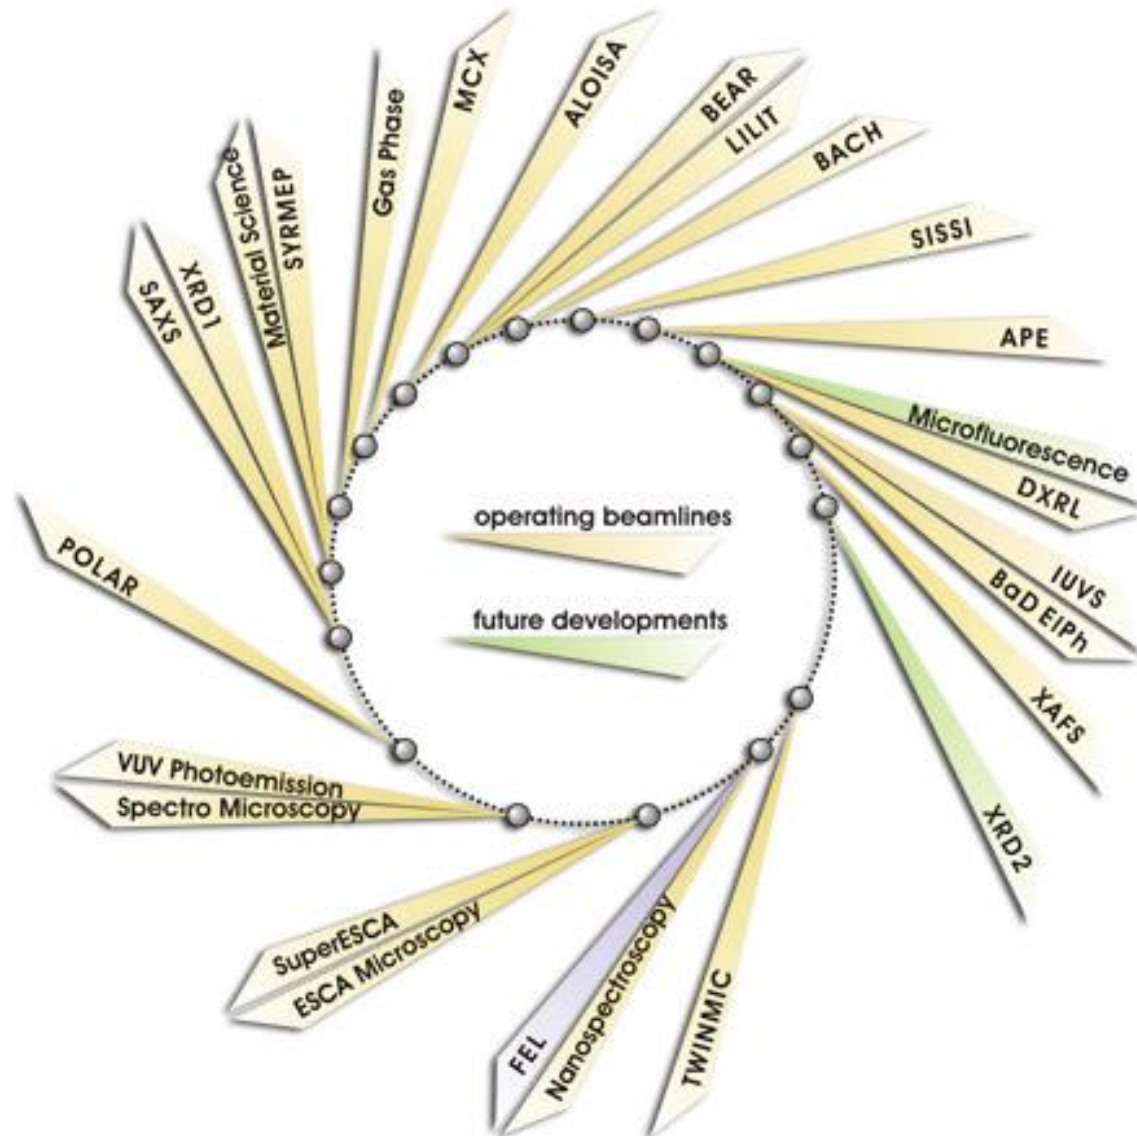 MCX
ALOISA
BEAR
LILIT
BACH
SISSI
APE
Microfluorescence
DXRL
IUVS
BaD ElPh
XAFS
XRD2
TWINMIC
Nanospectroscopy
FEL
ESCA Microscopy
SuperESCA
Spectro Microscopy
VUV Photoemission
POLAR
SAXS
XRD1
Material Science
SYRMEP
Gas Phase
operating beamlines
future developments